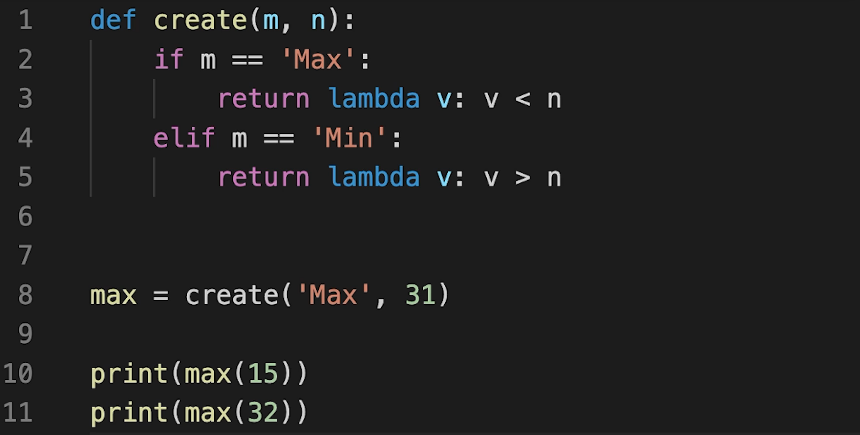 1 def create(m, n):
2     if m == 'Max':
3         return lambda v: v < n
4     elif m == 'Min':
5         return lambda v: v > n
6
7
8 max = create('Max', 31)
9
10 print(max(15))
11 print(max(32))